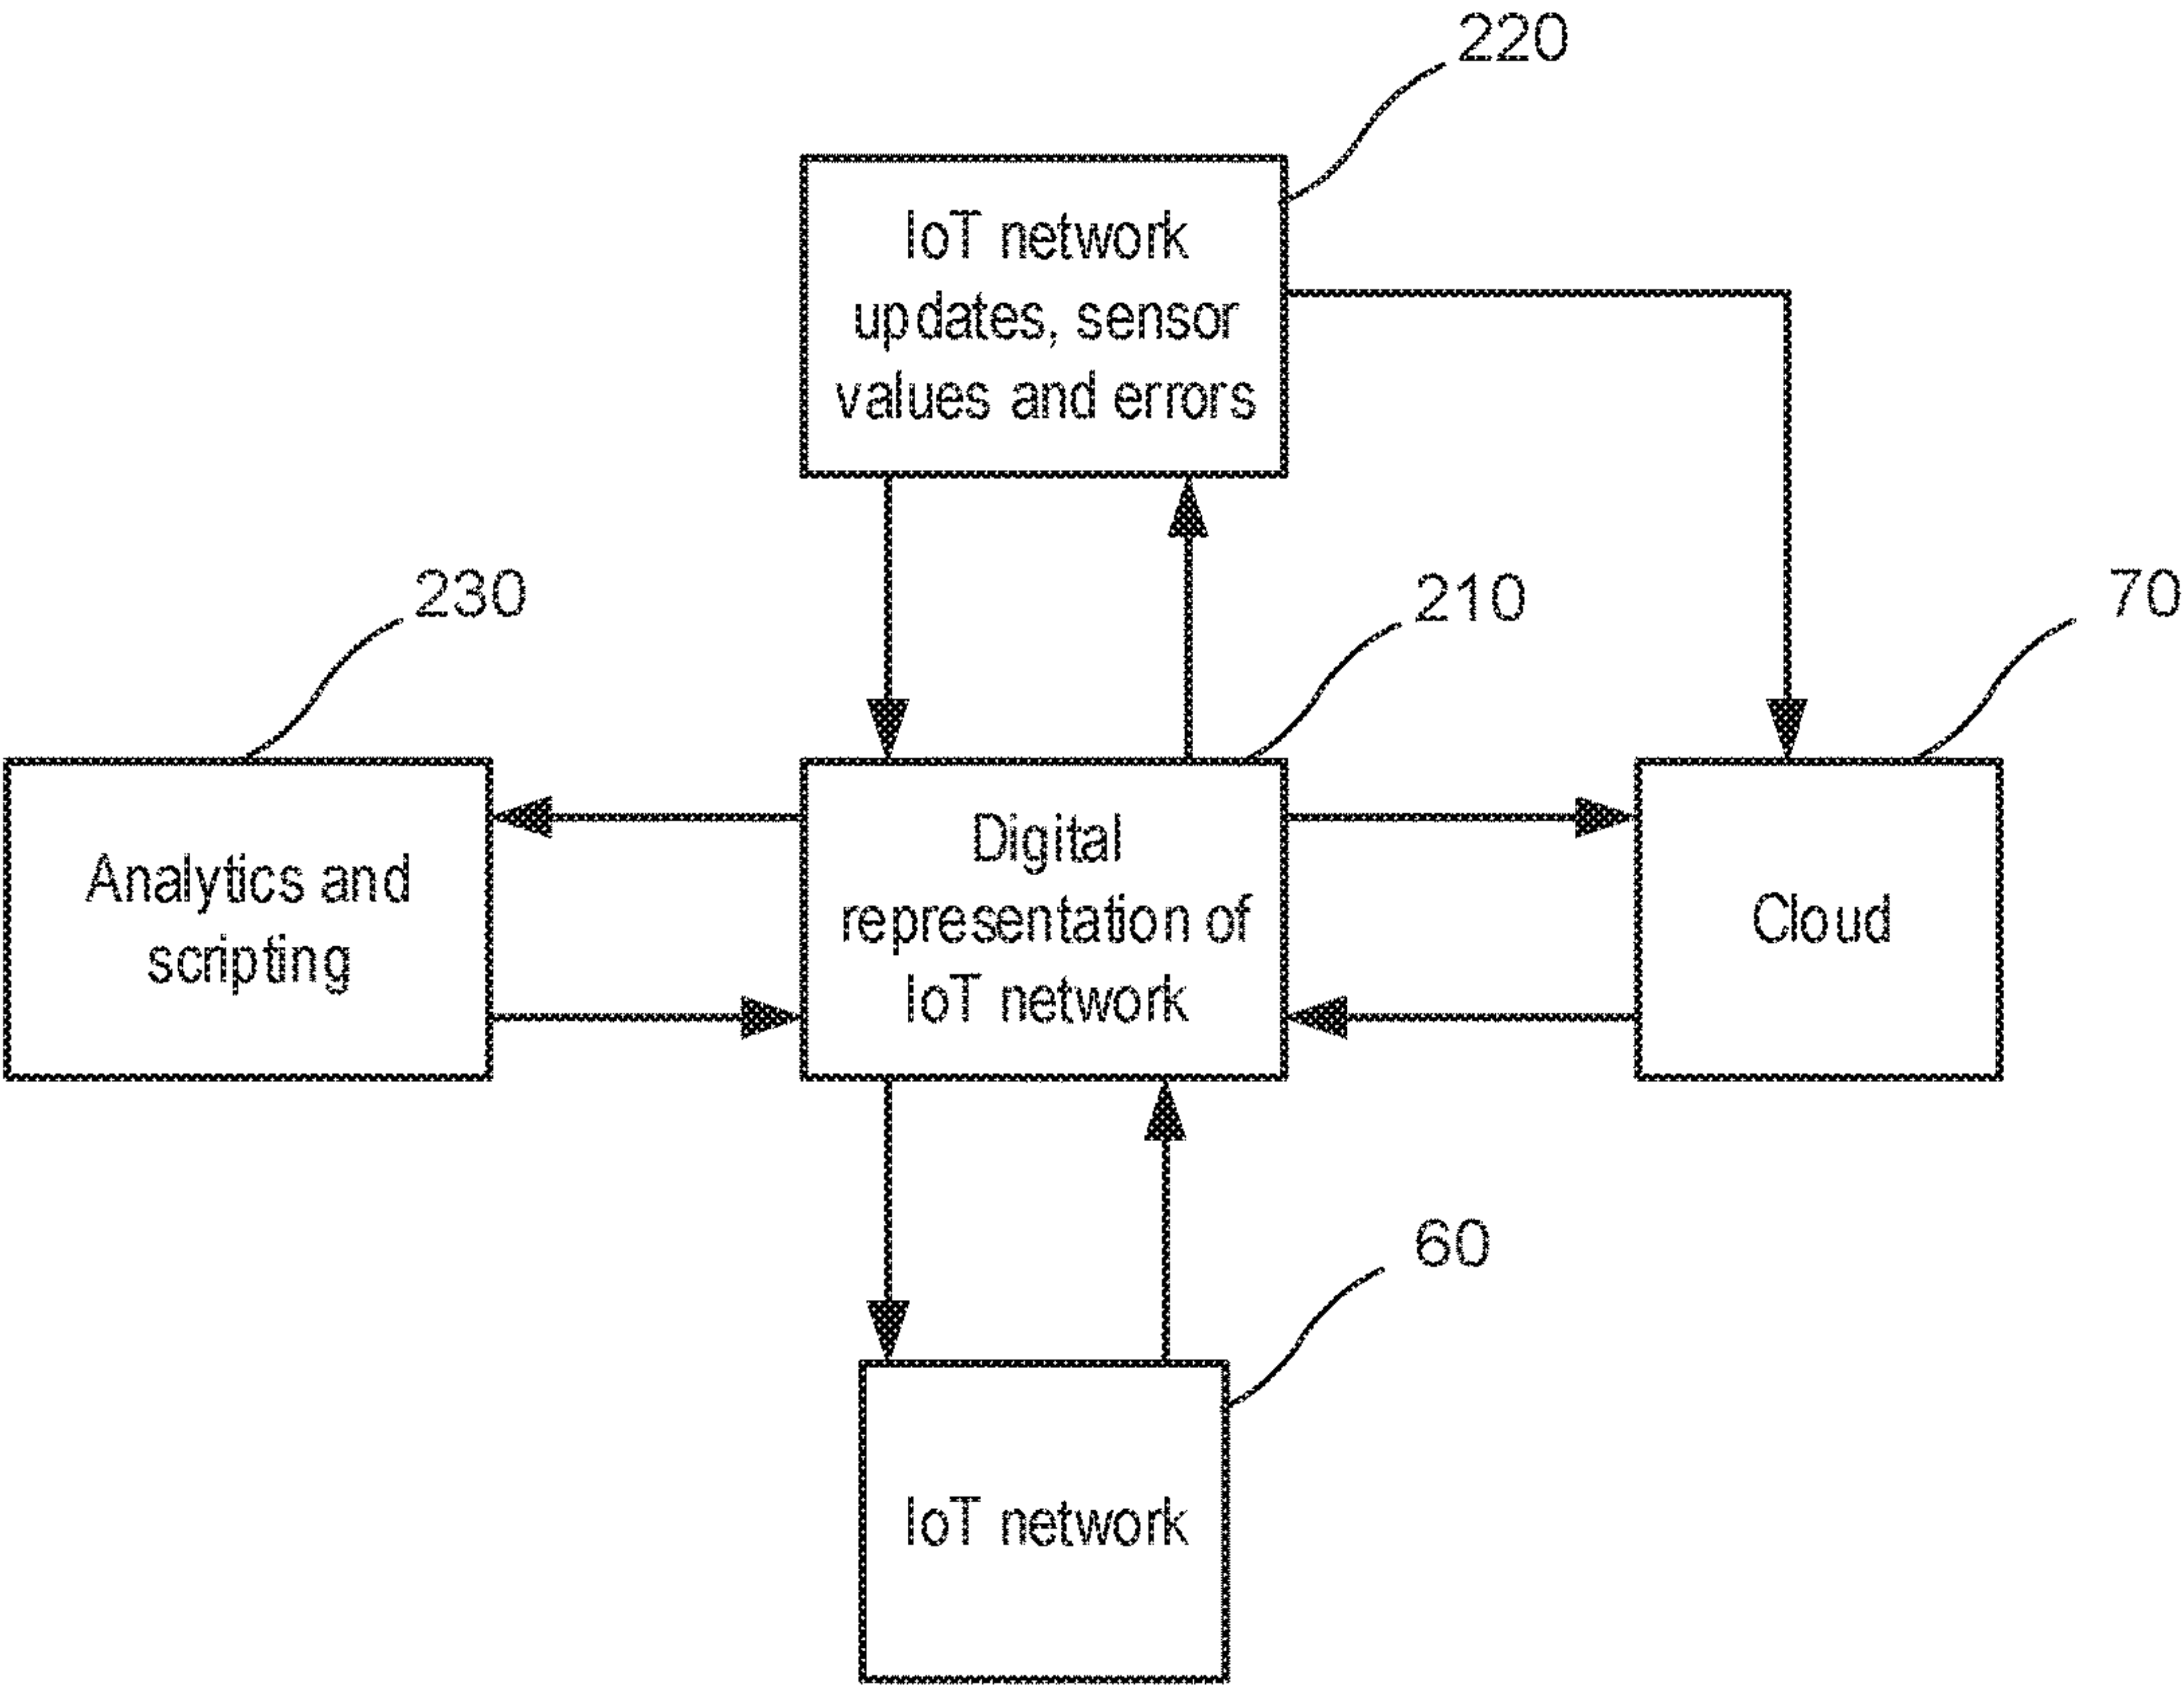 220
IoT network
updates, sensor
values and errors
230
210
70
Analytics and
scripting
Digital
representation of
IoT network
Cloud
60
IoT network